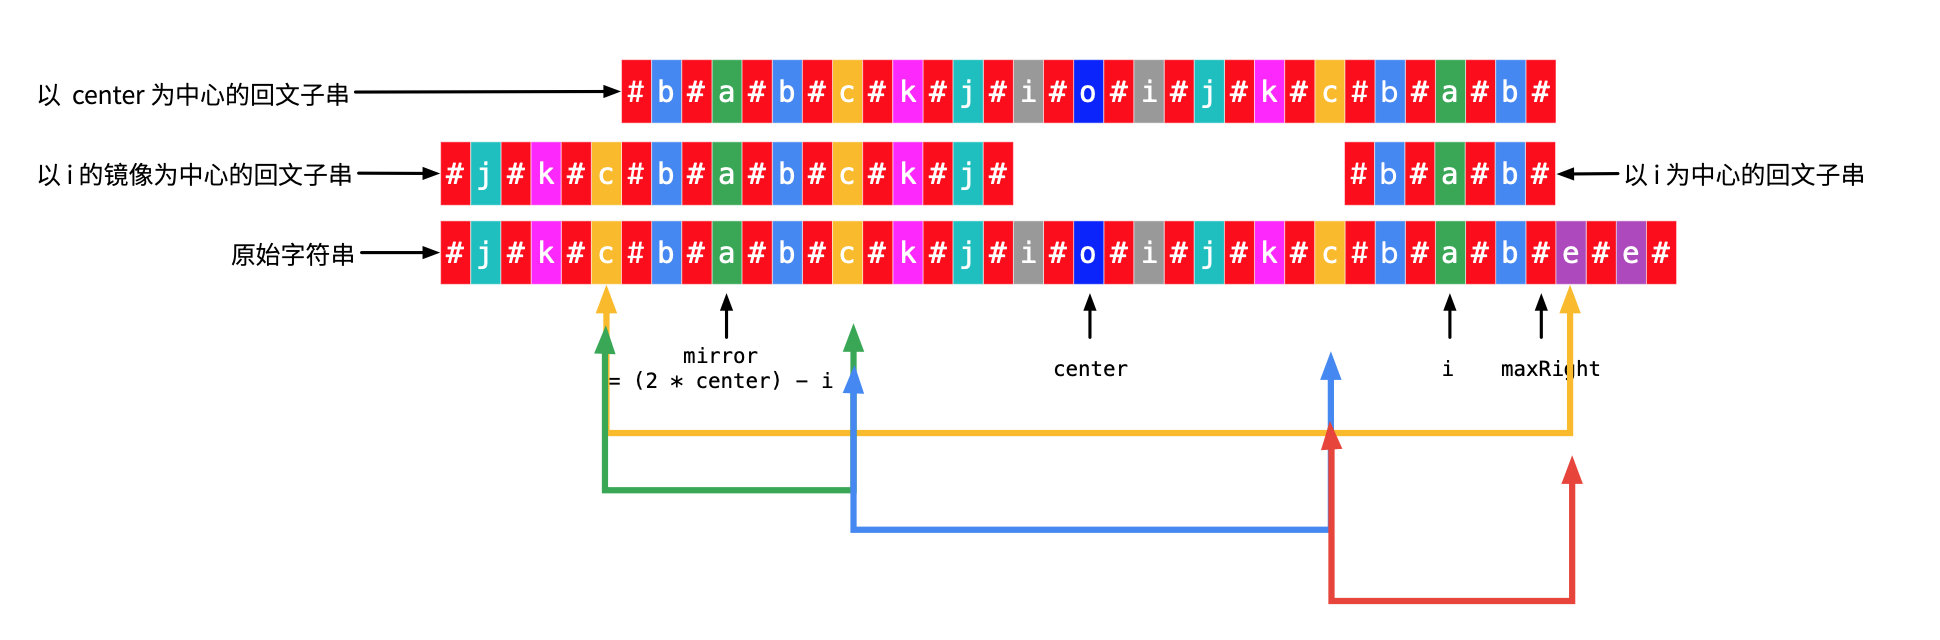 以 center 为中心的回文子串
#b#a#b#c#k#j#i#o#i#j#k#c#b#a#b#
以 i 的镜像为中心的回文子串
#j#k#c#b#a#b#c#k#j#
#b#a#b#
以 i 为中心的回文子串
原始字符串
#j#k#c#b#a#b#c#k#j#i#o#i#j#k#c#b#a#b#e#e#
mirror
= (2 * center) - i
center
i
maxRight